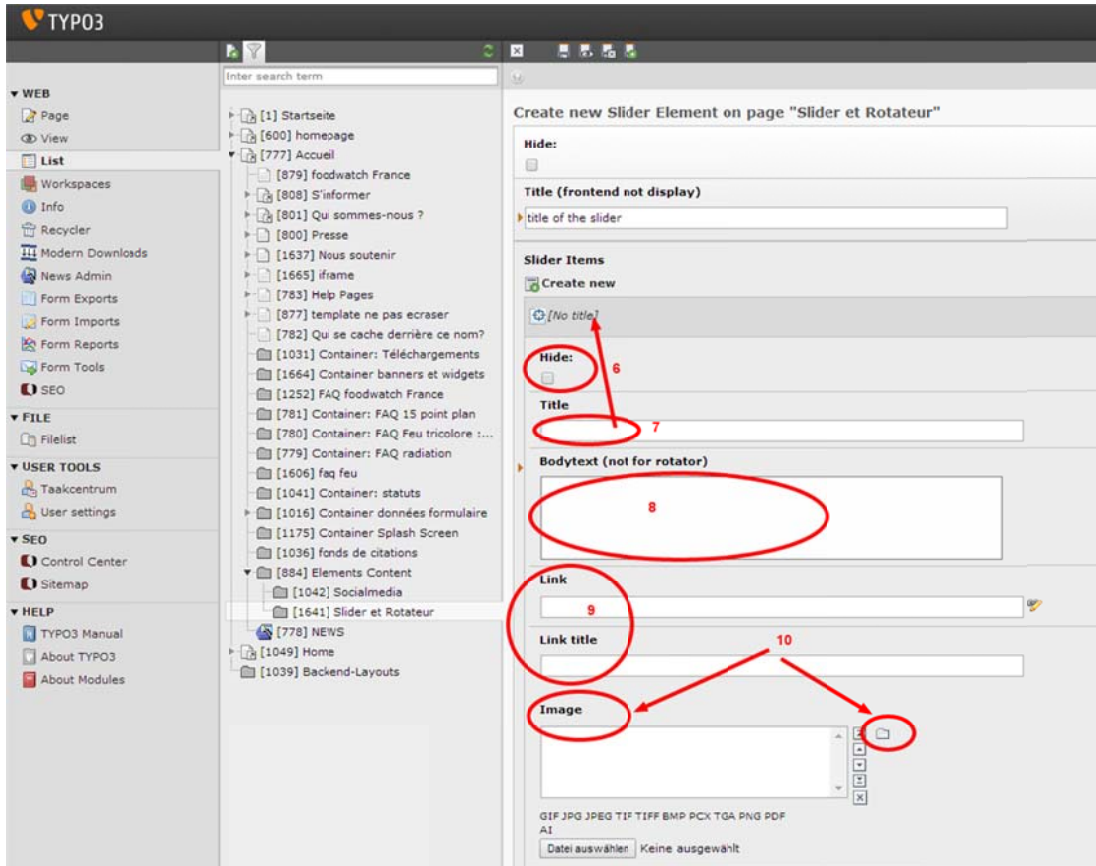 TYPO3
WEB
Page
View
List
Workspaces
Info
Recycler
Modern Downloads
News Admin
Form Exports
Form Imports
Form Reports
Form Tools
SEO
FILE
Filelist
USER TOOLS
Taakcentrum
User settings
SEO
Control Center
Sitemap
HELP
TYPO3 Manual
About TYPO3
About Modules
Inter search term
[1] Startseite
[600] homepage
[777] Accueil
[879] foodwatch France
[808] S'informer
[801] Qui sommes-nous ?
[800] Presse
[1637] Nous soutenir
[1665] iframe
[783] Help Pages
[877] template ne pas ecraser
[782] Qui se cache derrière ce nom?
[1031] Container: Téléchargements
[1664] Container banners et widgets
[1252] FAQ foodwatch France
[781] Container: FAQ 15 point plan
[780] Container: FAQ Feu tricolore :...
[779] Container: FAQ radiation
[1606] faq feu
[1041] Container: statuts
[1016] Container données formulaire
[1175] Container Splash Screen
[1036] fonds de citations
[884] Elements Content
[1042] Socialmedia
[1641] Slider et Rotateur
[778] NEWS
[1049] Home
[1039] Backend-Layouts
Create new Slider Element on page "Slider et Rotateur"
Hide:
Title (frontend not display)
title of the slider
Slider Items
Create new
[No title]
Hide:
6
Title
7
Bodytext (not for rotator)
8
Link
9
Link title
10
Image
GIF JPG JPEG TIF TIFF BMP PCX TGA PNG PDF
AI
Datei auswählen Keine ausgewählt